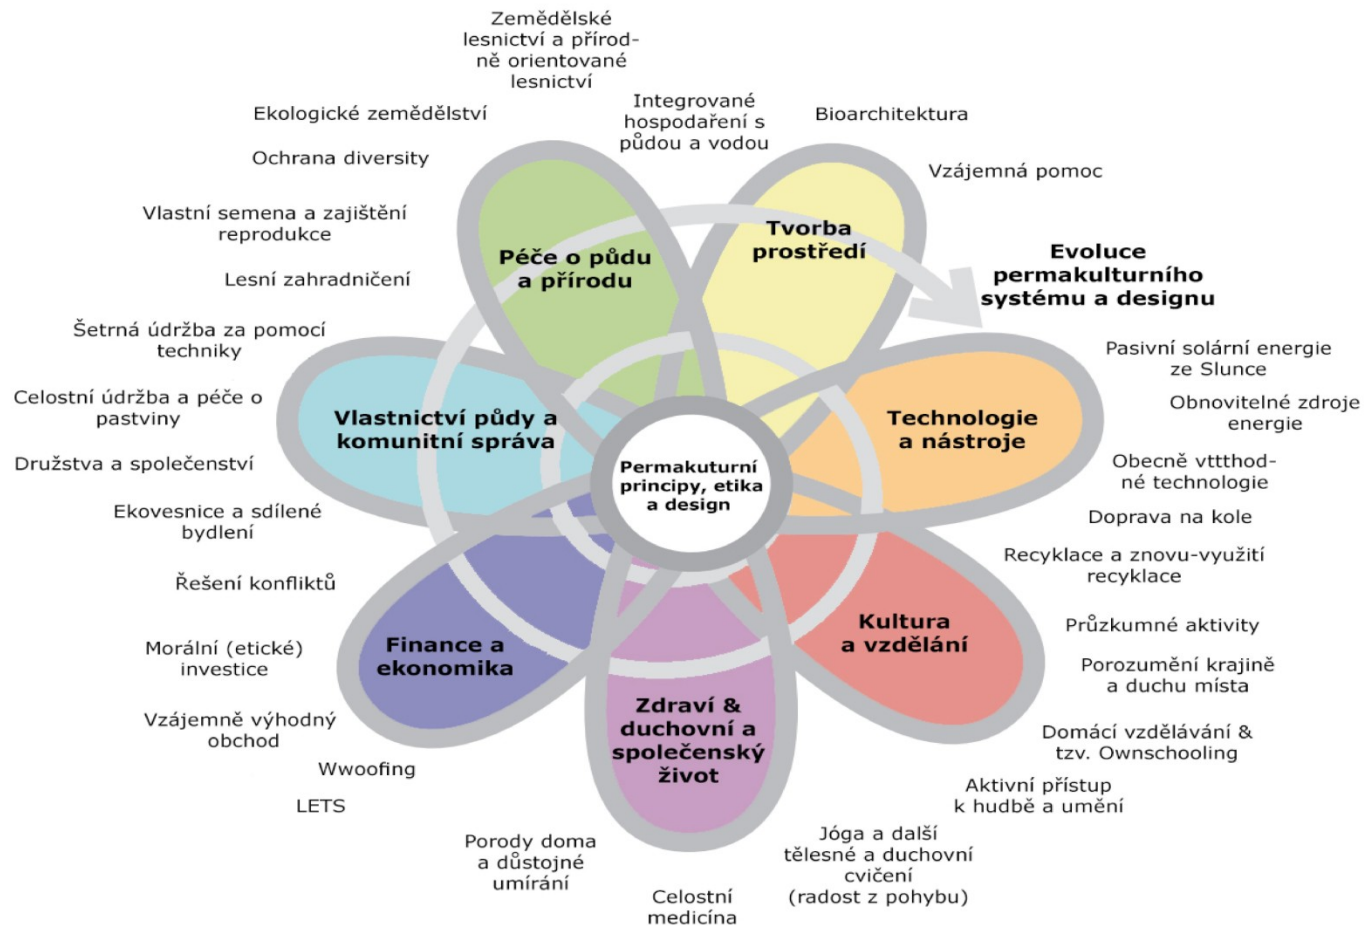 Zemědělské
lesnictví a přírod-
ně orientované
lesnictví
Integrované
hospodaření s
půdou a vodou
Bioarchitektura
Vzájemná pomoc
Ekologické zemědělství
Ochrana diversity
Vlastní semena a zajištění
reprodukce
Lesní zahradničení
Šetrná údržba za pomocí
techniky
Celostní údržba a péče o
pastviny
Družstva a společenství
Ekovesnice a sdílené
bydlení
Řešení konfliktů
Morální (etické)
investice
Vzájemně výhodný
obchod
Wwoofing
LETS
Péče o půdu
a přírodu
Tvorba
prostředí
Evoluce
permakulturního
systému a designu
Vlastnictví půdy a
komunitní správa
Technologie
a nástroje
Permakuturní
principy, etika
a design
Finance a
ekonomika
Kultura
a vzdělání
Zdraví &
duchovní a
společenský
život
Pasivní solární energie
ze Slunce
Obnovitelné zdroje
energie
Obecně vttthod-
né technologie
Doprava na kole
Recyklace a znovu-využití
recyklace
Průzkumné aktivity
Porozumění krajině
a duchu místa
Domácí vzdělávání &
tzv. Ownschooling
Aktivní přístup
k hudbě a umění
Jóga a další
tělesné a duchovní
cvičení
(radost z pohybu)
Celostní
medicína
Porody doma
a důstojné
umírání